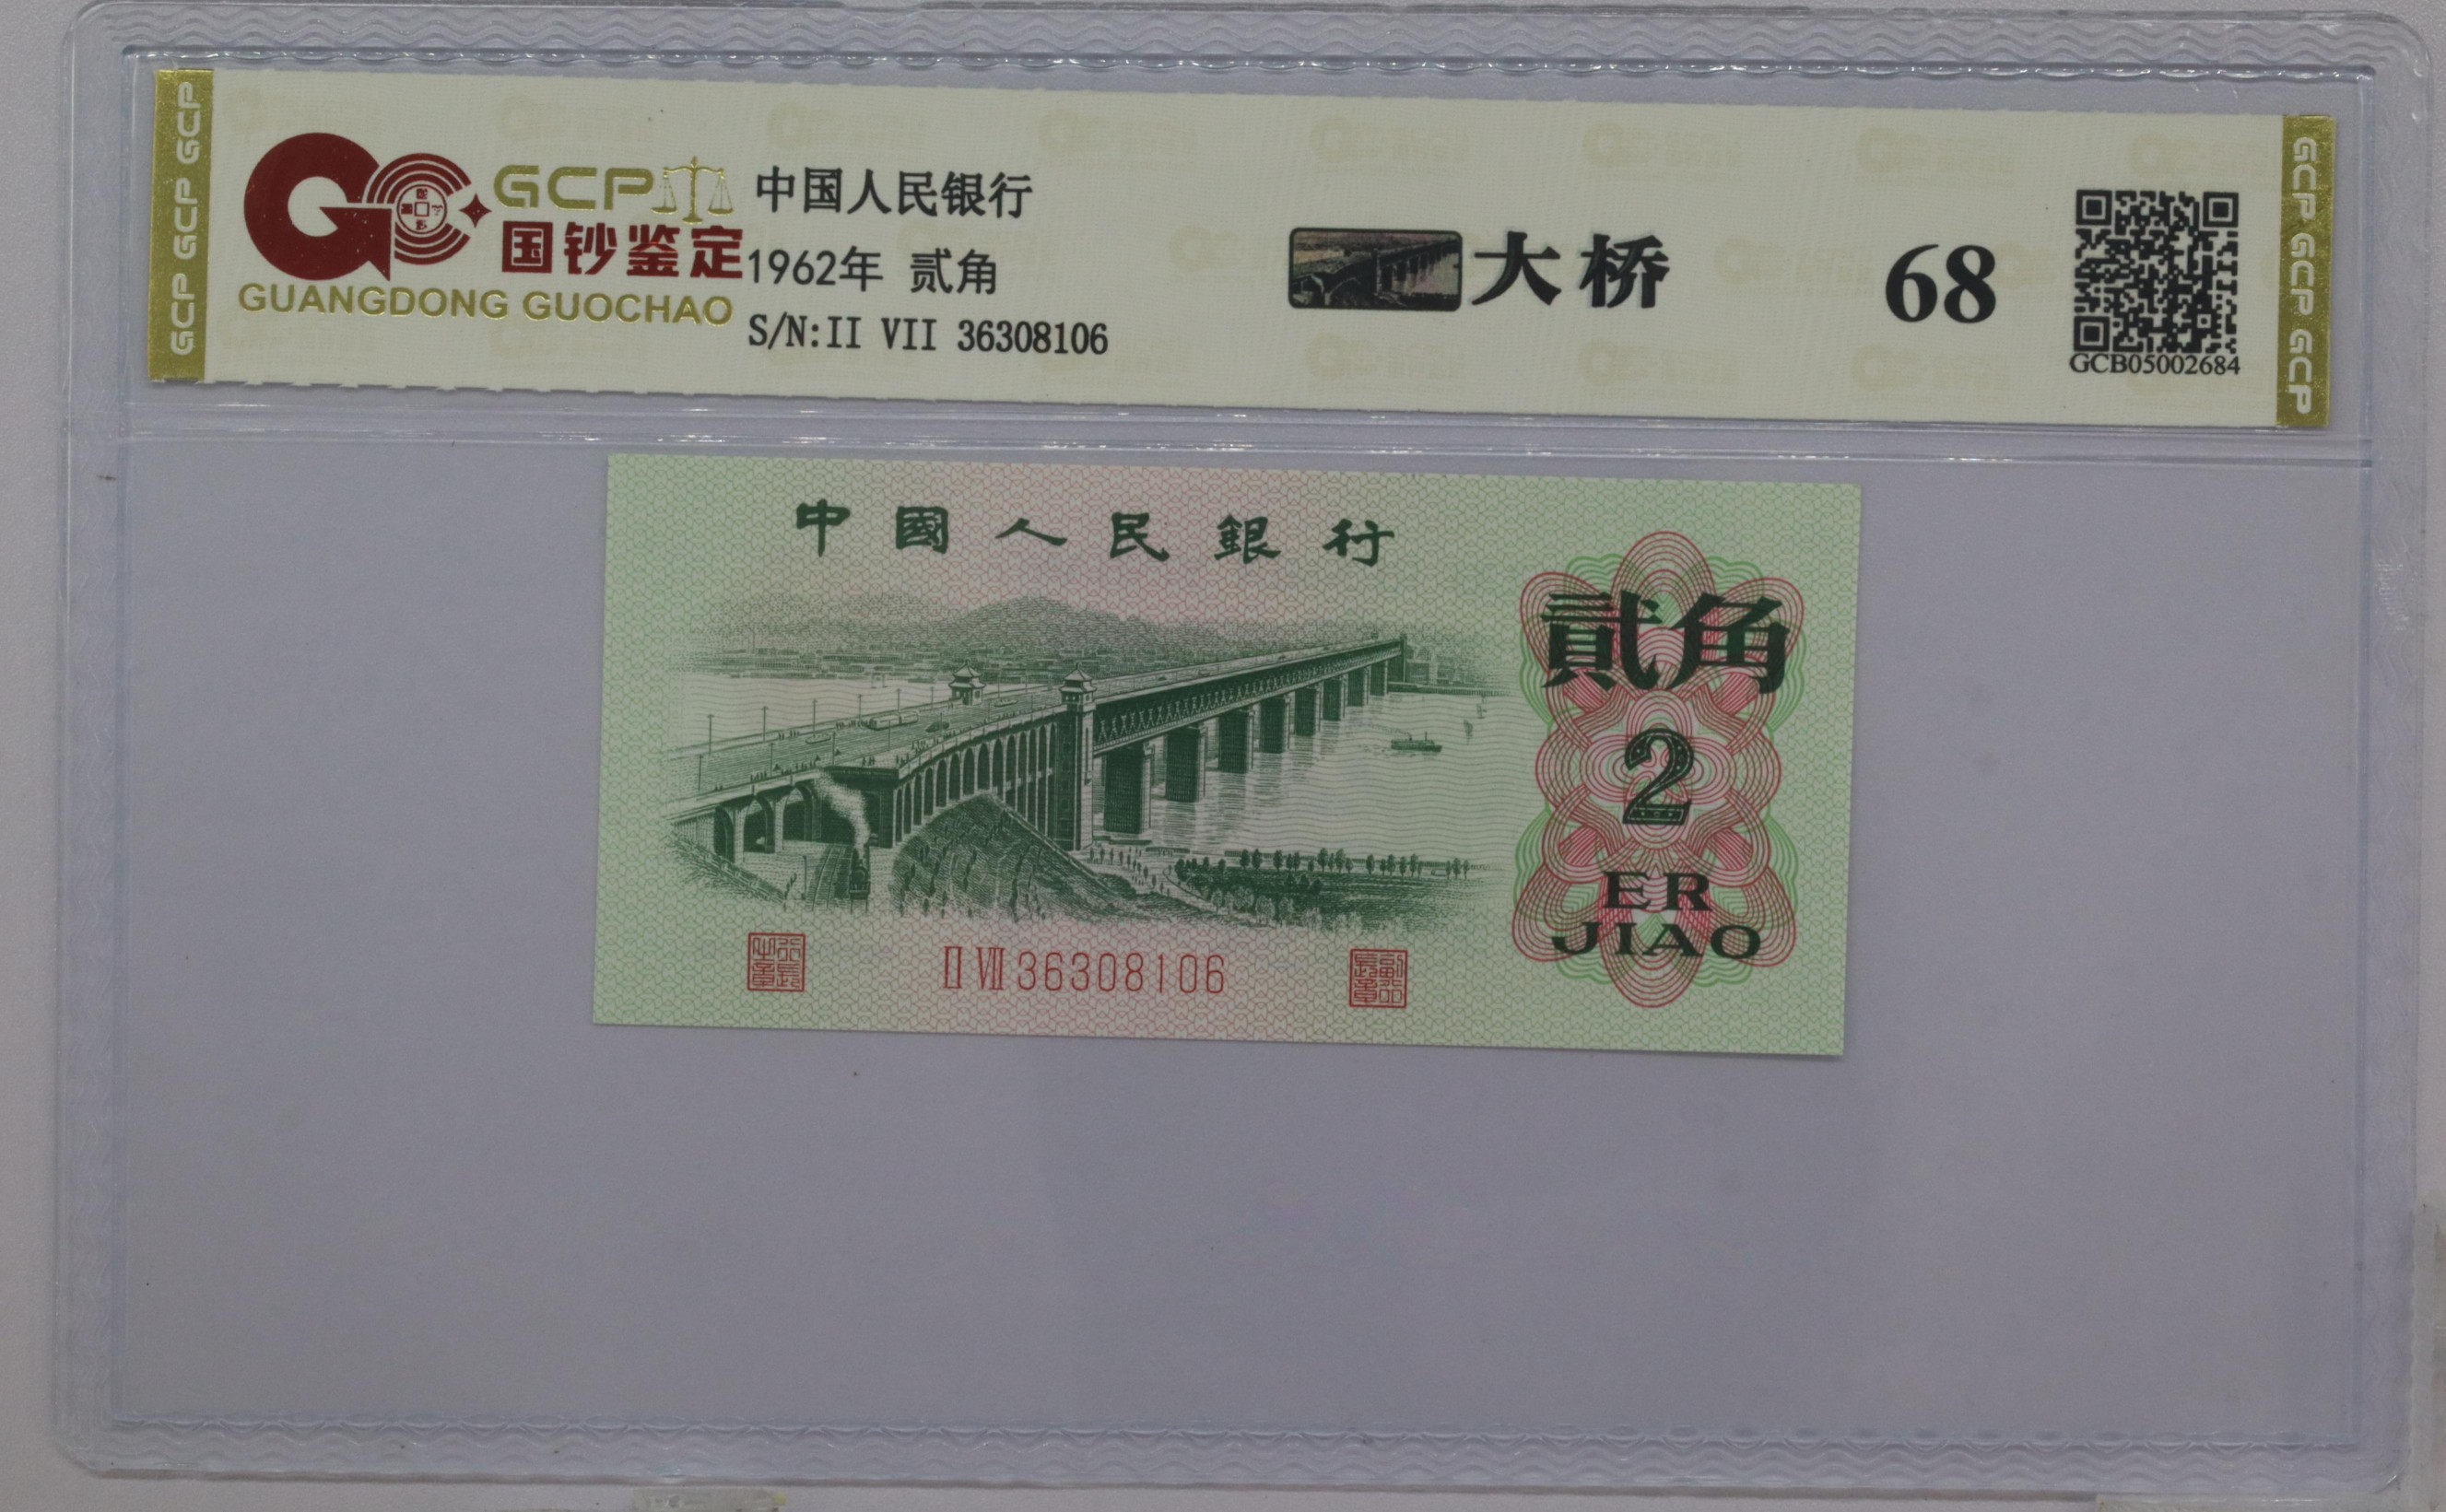 GCP GCP GCP
GCP
国钞鉴定
GUANGDONG GUOCHAO
中国人民银行
1962年 贰角
S/N:II VII 36308106
大桥
68
GCB05002684
GCP GCP GCP
中國人民銀行
貳角
2
ER
JIAO
II VII 36308106